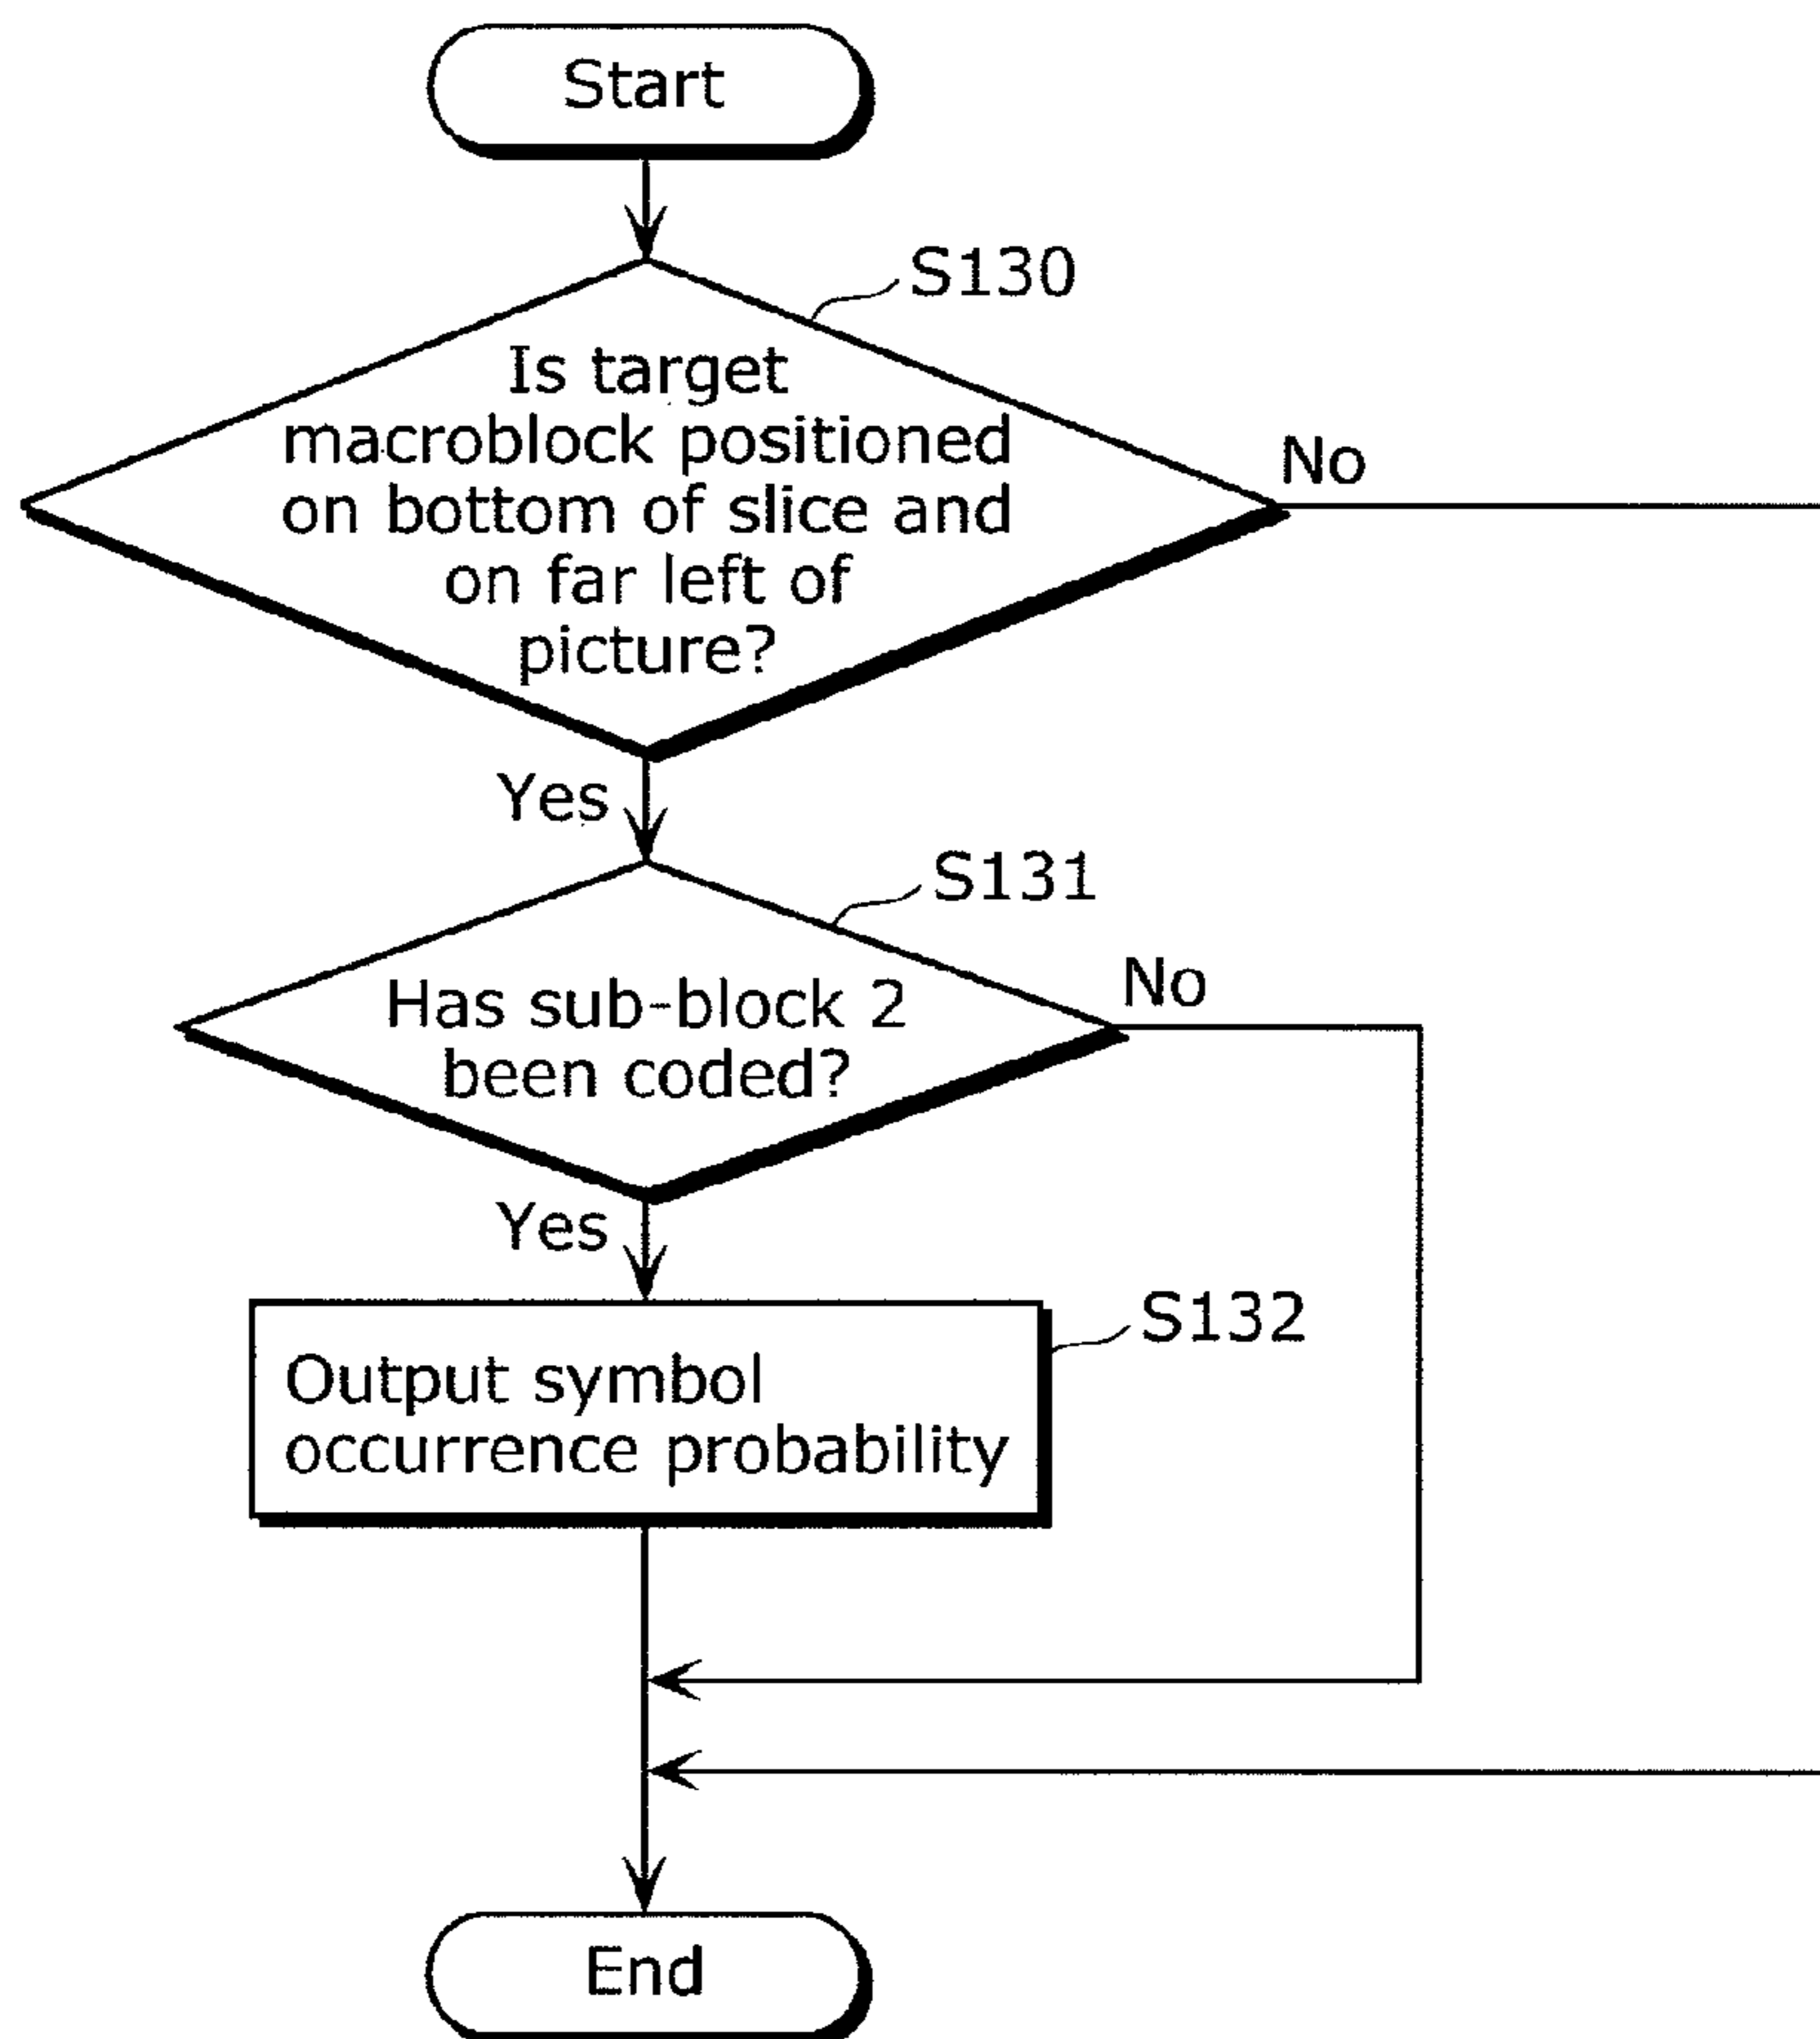 Start
S130
Is target
macroblock positioned
on bottom of slice and
on far left of
picture?
No
Yes
S131
Has sub-block 2
been coded?
No
Yes
S132
Output symbol
occurrence probability
End